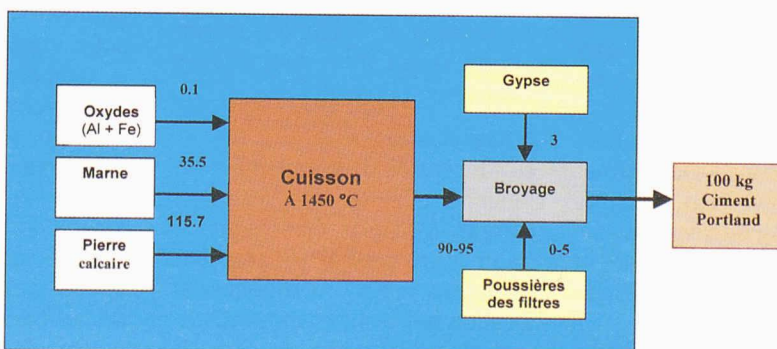 0.1
Oxydes
(Al + Fe)
35.5
Marne
115.7
Pierre
calcaire
Cuisson
À 1450 °C
Gypse
3
Broyage
90-95
0-5
Poussières
des filtres
100 kg
Ciment
Portland